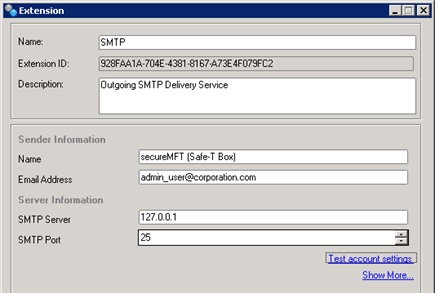 Extension
Name: SMTP
Extension ID: 928FAA1A-704E-4381-8167-A73E4F079FC2
Description: Outgoing SMTP Delivery Service
Sender Information
Name secureMFT (Safe-T Box)
Email Address admin_user@corporation.com
Server Information
SMTP Server 127.0.0.1
SMTP Port 25
Test account settings
Show More...